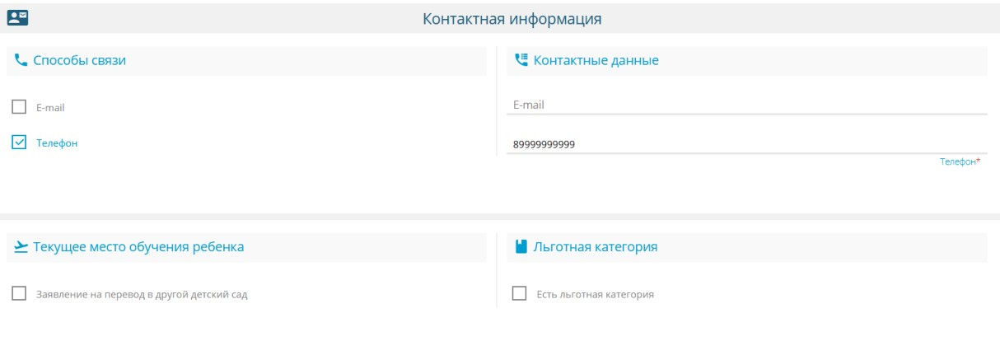 Контактная информация
Способы связи
Контактные данные
E-mail
E-mail
Телефон
89999999999
Телефон*
Текущее место обучения ребенка
Льготная категория
Заявление на перевод в другой детский сад
Есть льготная категория